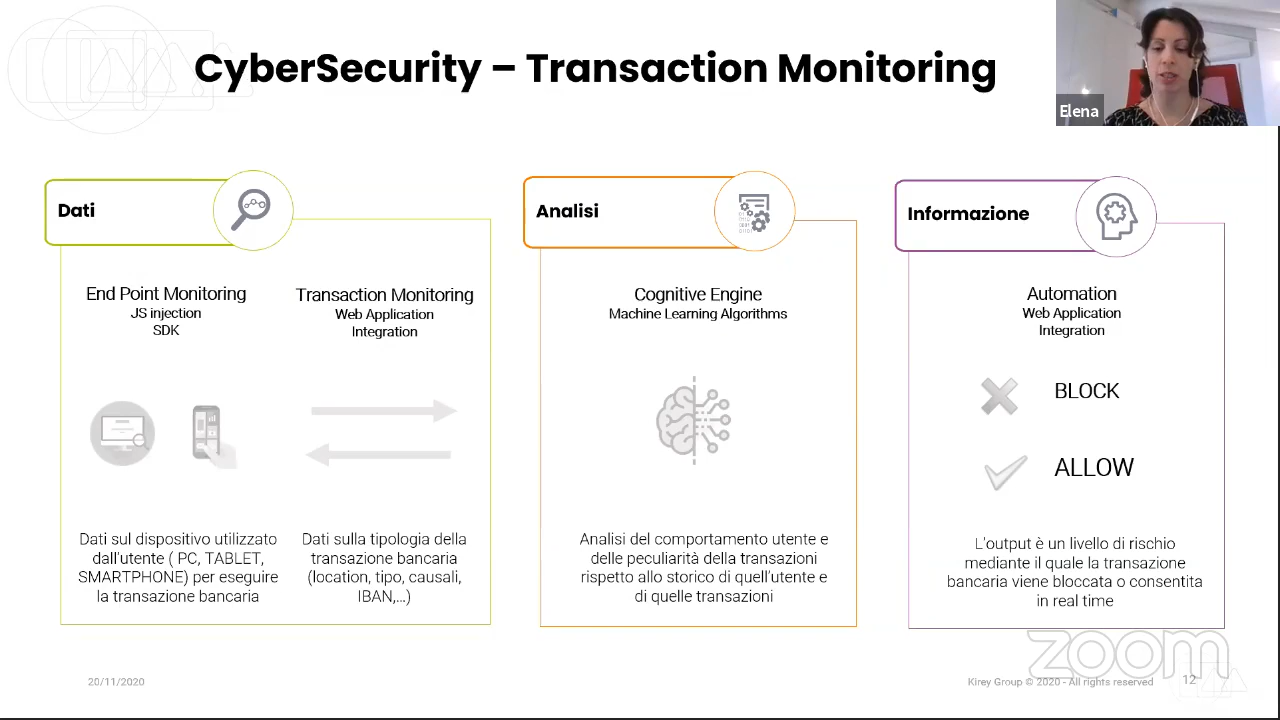 CyberSecurity – Transaction Monitoring
Elena
Dati
End Point Monitoring
JS injection
SDK
Transaction Monitoring
Web Application
Integration
Dati sul dispositivo utilizzato
dall'utente ( PC, TABLET,
SMARTPHONE) per eseguire
la transazione bancaria
Dati sulla tipologia della
transazione bancaria
(location, tipo, causali,
IBAN,...)
Analisi
Cognitive Engine
Machine Learning Algorithms
Analisi del comportamento utente e
delle peculiarità della transazioni
rispetto allo storico di quell'utente e
di quelle transazioni
Informazione
Automation
Web Application
Integration
BLOCK
ALLOW
L'output è un livello di rischio
mediante il quale la transazione
bancaria viene bloccata o consentita
in real time
zoom
20/11/2020
Kirey Group © 2020 - All rights reserved
12